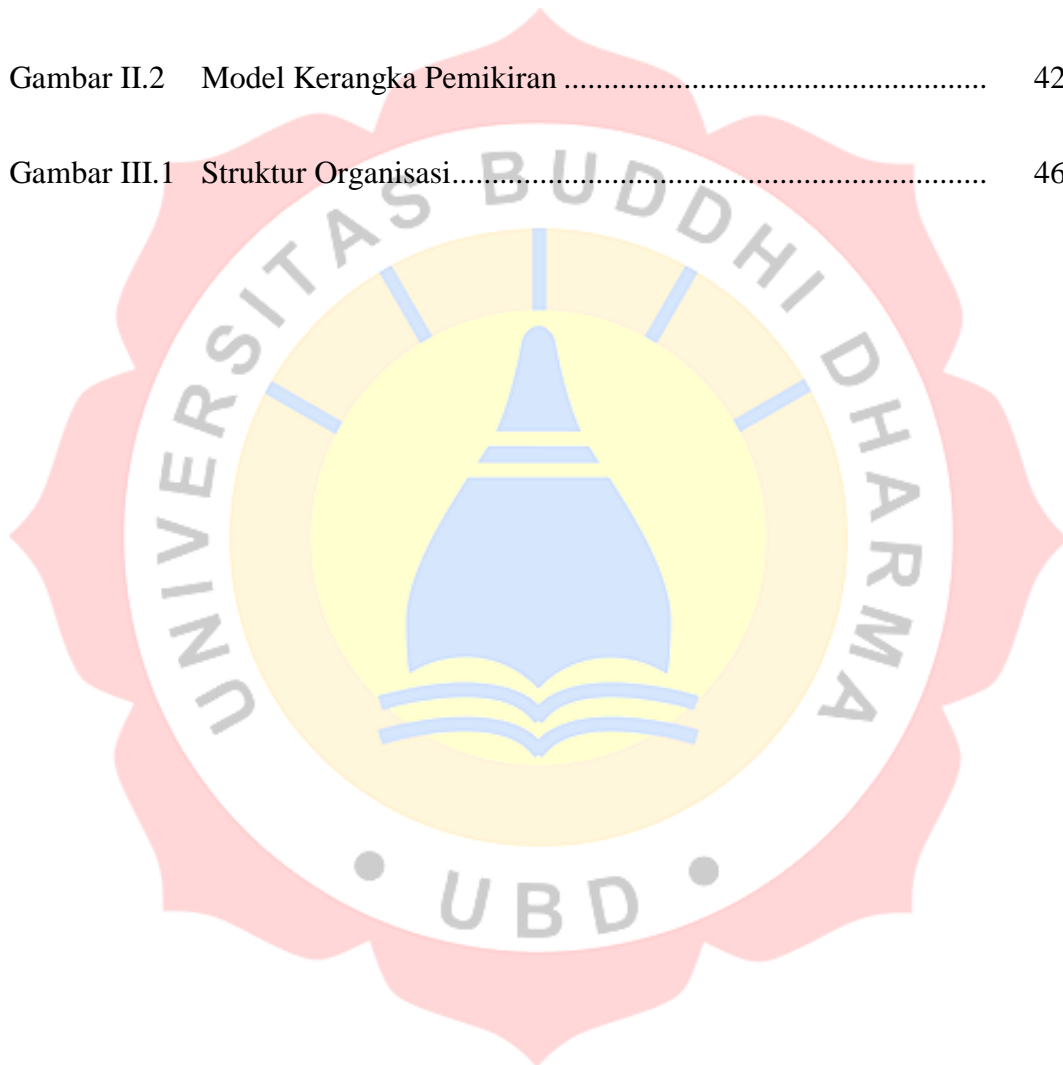 Gambar II.2 Model Kerangka Pemikiran .................................................... 42
Gambar III.1 Struktur Organisasi.................................................................. 46
UNIVERSITAS BUDDHI DHARMA
• UBD •